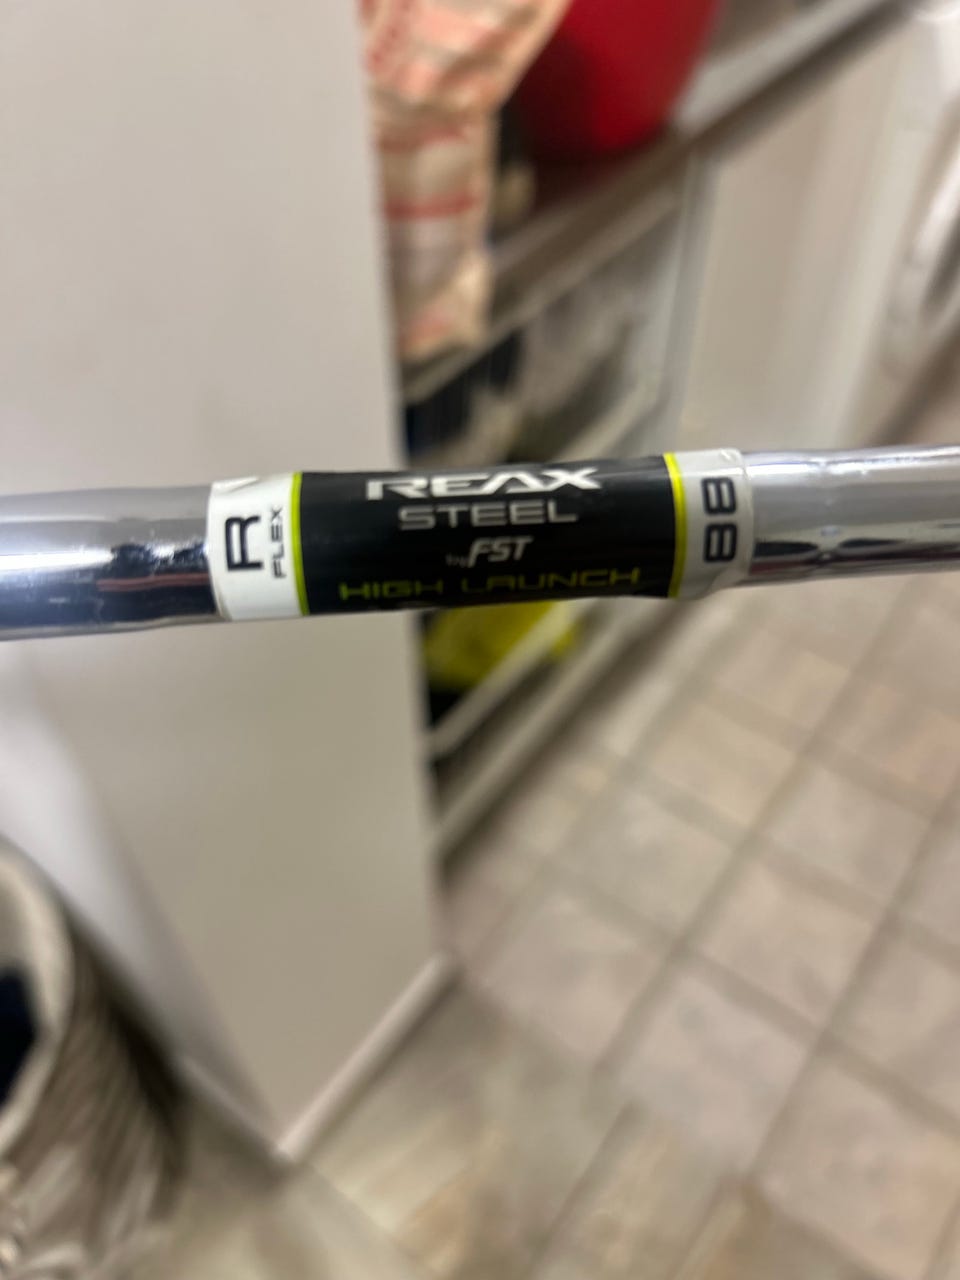 R
FLEX
REAX
STEEL
by FST
HIGH LAUNCH
88